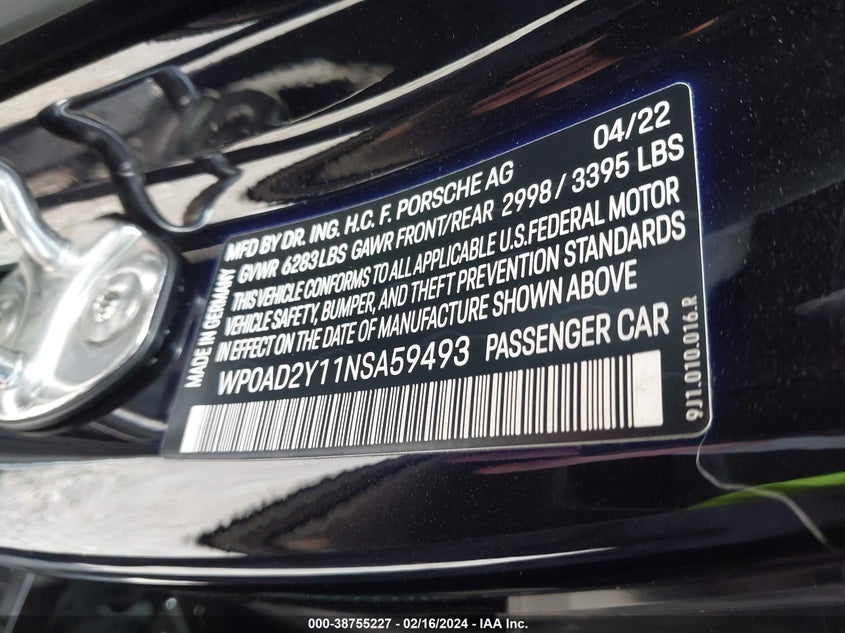 04/22
MFD BY DR. ING. H.C. F. PORSCHE AG
GVWR 6283 LBS GAWR FRONT/REAR 2998 / 3395 LBS
THIS VEHICLE CONFORMS TO ALL APPLICABLE U.S. FEDERAL MOTOR
VEHICLE SAFETY, BUMPER, AND THEFT PREVENTION STANDARDS
IN EFFECT ON THE DATE OF MANUFACTURE SHOWN ABOVE
WP0AD2Y11NSA59493 PASSENGER CAR
MADE IN GERMANY
9J1.010.016.R
000-38755227 - 02/16/2024 - IAA Inc.